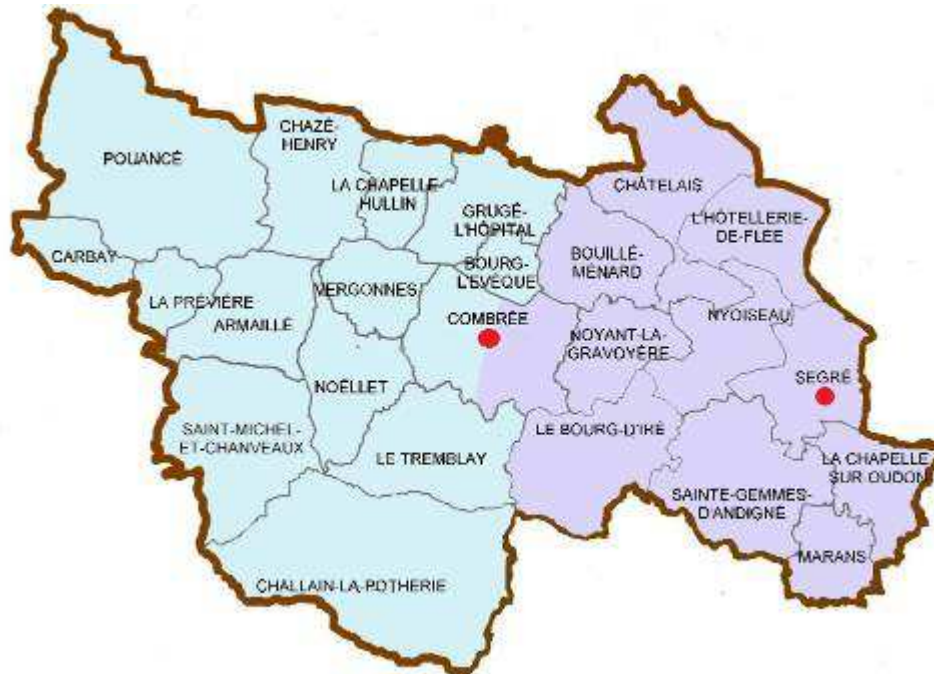 CHAZÉ-
HENRY
POUANCÉ
LA CHAPELLE
HULLIN
CHÂTELAIS
GRUGÉ-
L'HÔPITAL
L'HÔTELLERIE-
DE-FLEE
CARBAY
BOURG-
L'EVÊQUE
BOUILLÉ-
MÉNARD
VERGONNES
LA PRÉVIÈRE
ARMAILLÉ
COMBRÉE
NYOISEAU
NOYANT-LA-
GRAVOYÈRE
NOËLLET
SEGRÉ
SAINT-MICHEL-
ET-CHANVEAUX
LE TREMBLAY
LE BOURG-D'IRÉ
LA CHAPELLE
SUR OUDON
SAINTE-GEMMES-
D'ANDIGNÉ
MARANS
CHALLAIN-LA-POTHERIE